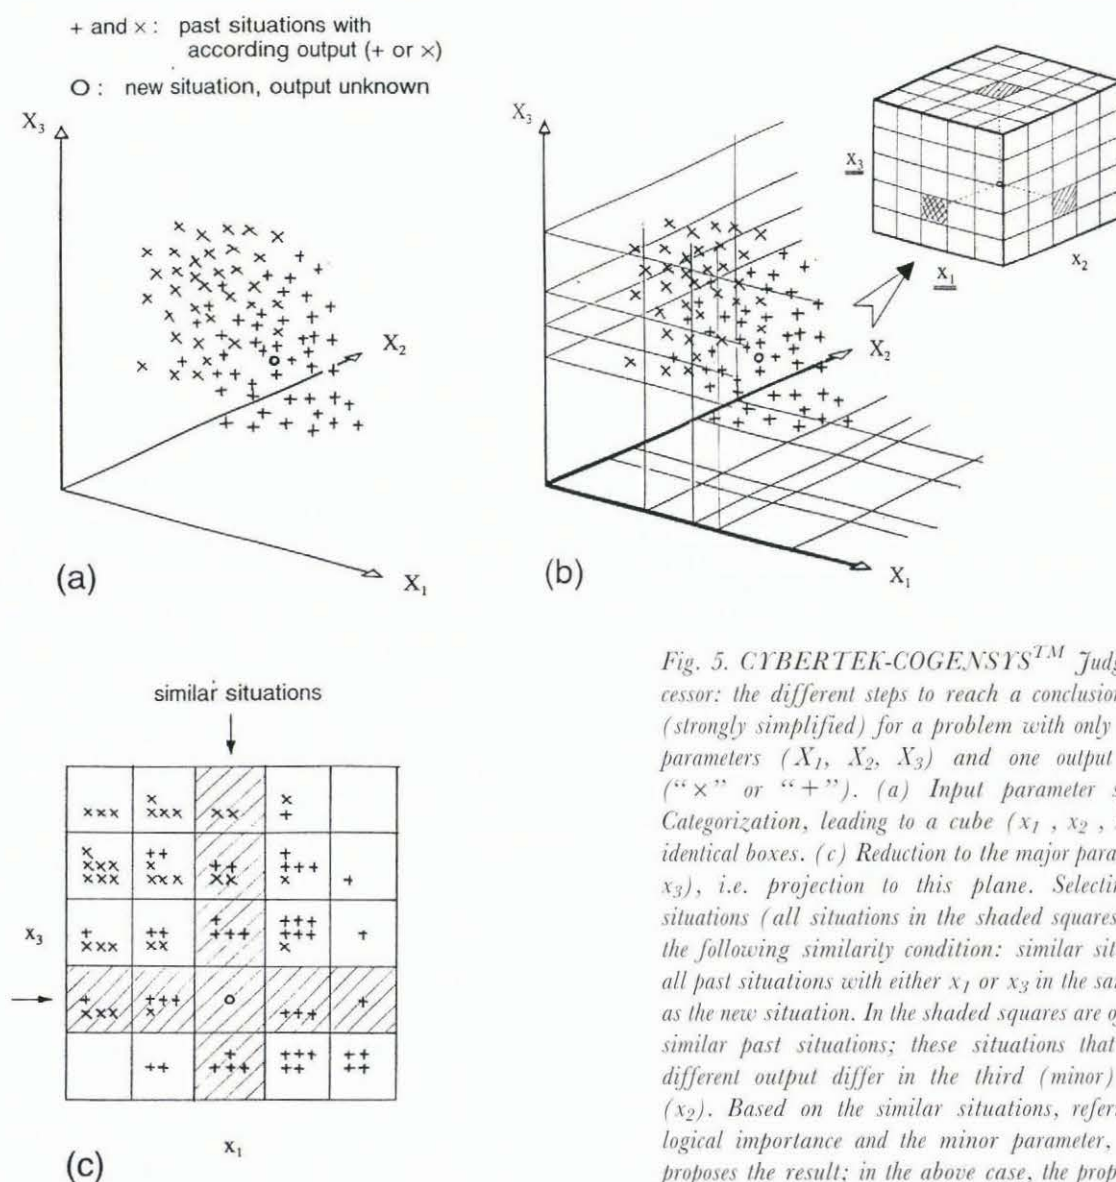 + and × : past situations with
according output (+ or ×)
O : new situation, output unknown
X3
X2
X1
(a)
X3
X2
X1
(b)
x3
x1
x2
similar situations
x3
x1
(c)
Fig. 5. CYBERTEK-COGENSYS™ Judg
cessor: the different steps to reach a conclusion
(strongly simplified) for a problem with only
parameters (X1, X2, X3) and one output
(“×” or “+”). (a) Input parameter s
Categorization, leading to a cube (x1 , x2 ,
identical boxes. (c) Reduction to the major para
x3), i.e. projection to this plane. Selecti
situations (all situations in the shaded squares
the following similarity condition: similar sit
all past situations with either x1 or x3 in the sa
as the new situation. In the shaded squares are o
similar past situations; these situations that
different output differ in the third (minor)
(x2). Based on the similar situations, refer
logical importance and the minor parameter,
proposes the result; in the above case, the prop